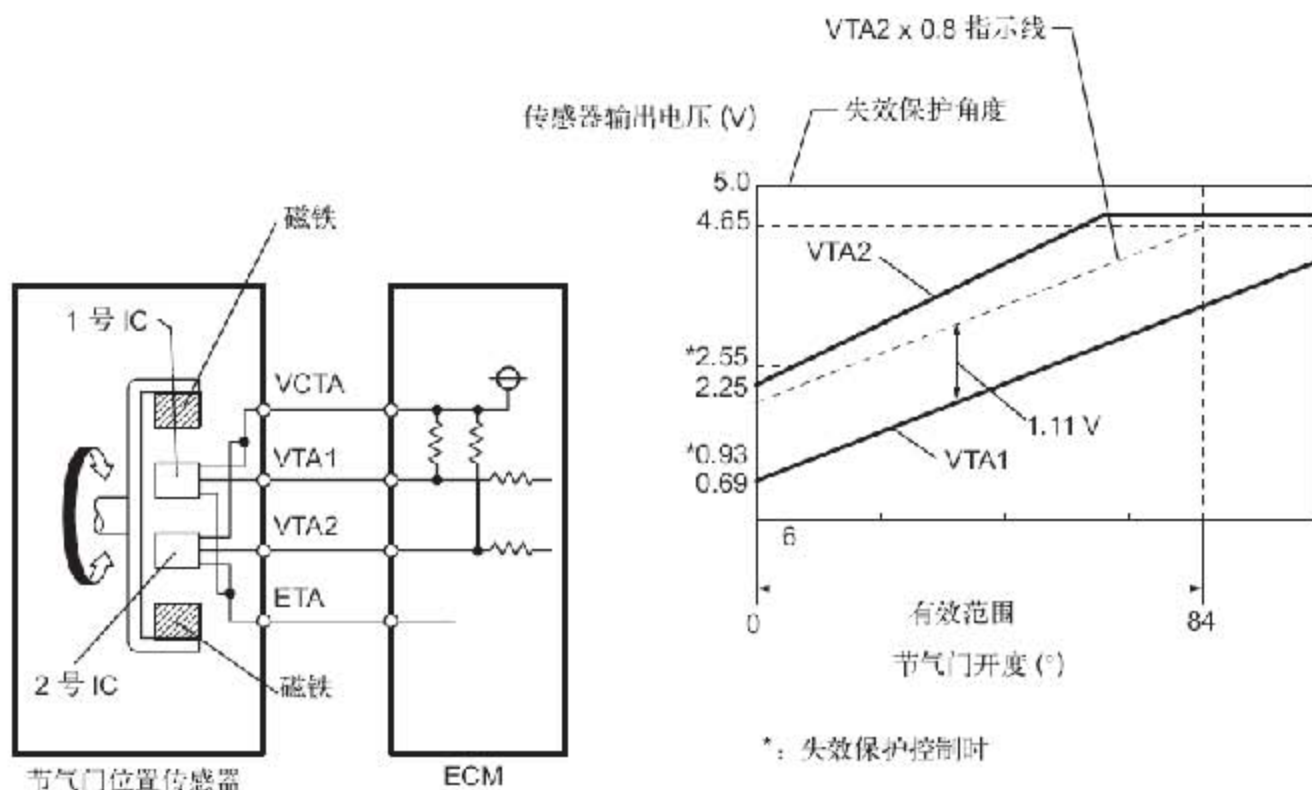 VTA2 x 0.8 指示线
传感器输出电压 (V)
失效保护角度
5.0
4.65
VTA2
*2.55
2.25
1.11 V
*0.93
0.69
VTA1
6
有效范围
0
84
节气门开度 (°)
*：失效保护控制时
磁铁
1 号 IC
VCTA
VTA1
VTA2
ETA
2 号 IC
磁铁
节气门位置传感器
ECM